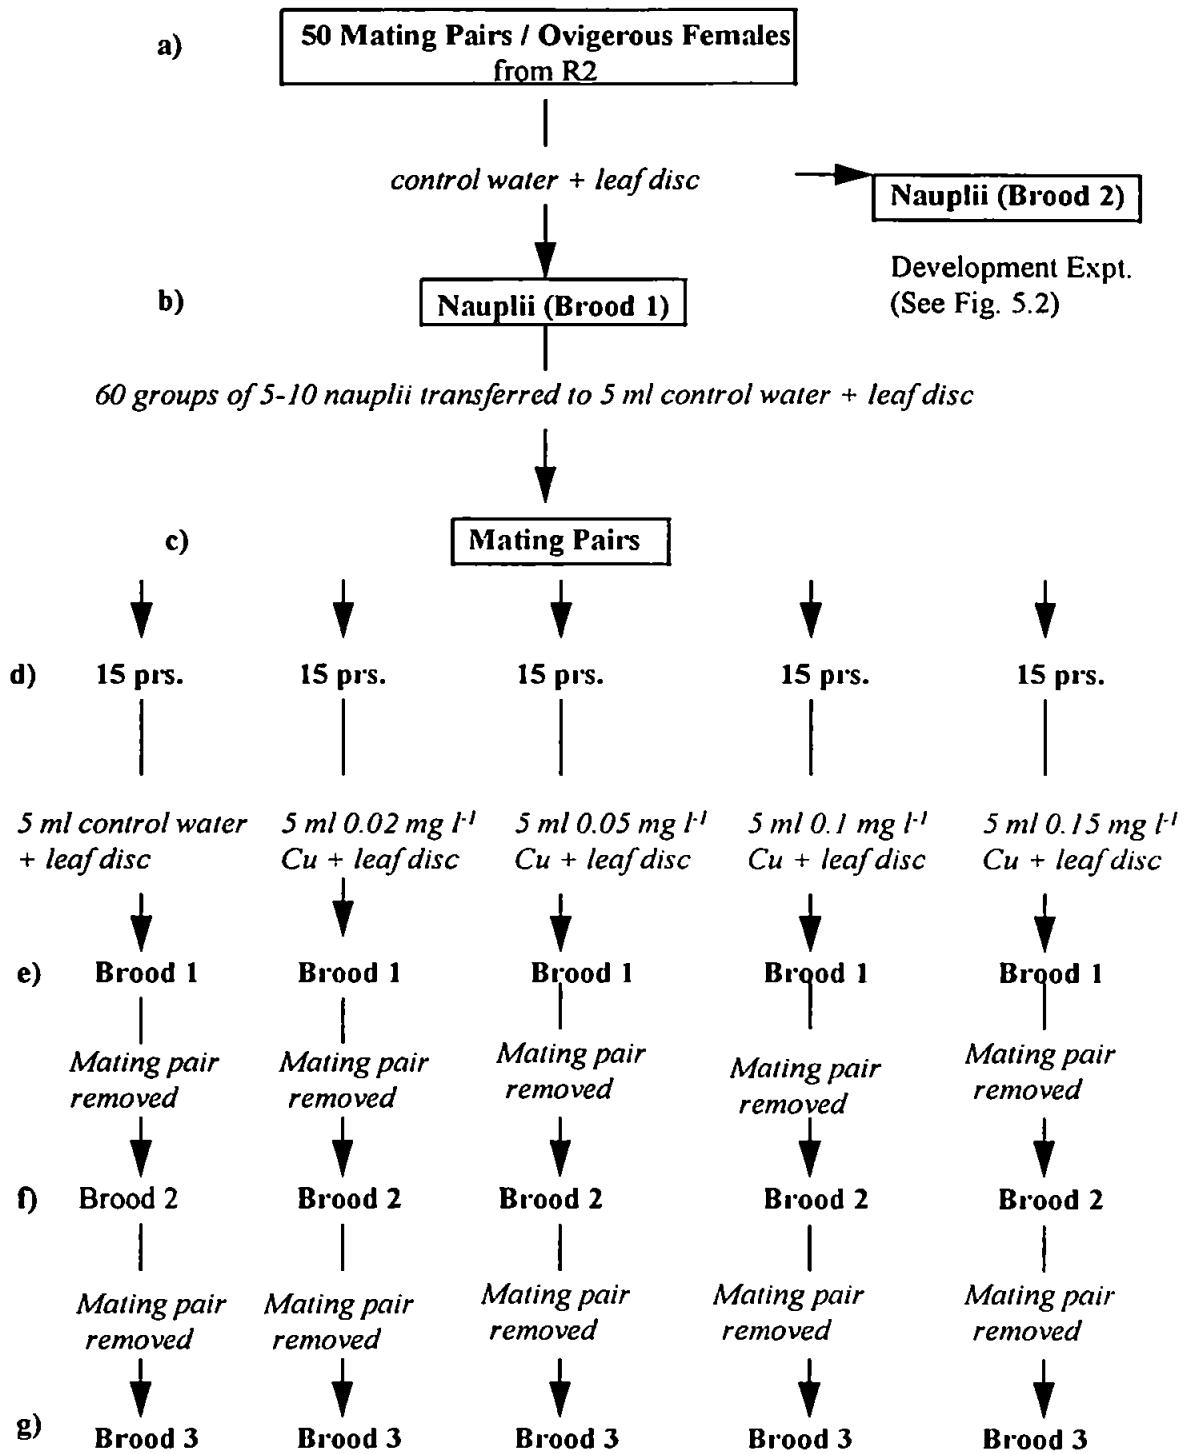 a)
50 Mating Pairs / Ovigerous Females
from R2
control water + leaf disc
Nauplii (Brood 2)
Development Expt.
(See Fig. 5.2)
b)
Nauplii (Brood 1)
60 groups of 5-10 nauplii transferred to 5 ml control water + leaf disc
c)
Mating Pairs
d) 15 prs. 15 prs. 15 prs. 15 prs. 15 prs.
5 ml control water 5 ml 0.02 mg l⁻¹ 5 ml 0.05 mg l⁻¹ 5 ml 0.1 mg l⁻¹ 5 ml 0.15 mg l⁻¹
+ leaf disc Cu + leaf disc Cu + leaf disc Cu + leaf disc Cu + leaf disc
e) Brood 1 Brood 1 Brood 1 Brood 1 Brood 1
Mating pair Mating pair Mating pair Mating pair Mating pair
removed removed removed removed removed
f) Brood 2 Brood 2 Brood 2 Brood 2 Brood 2
Mating pair Mating pair Mating pair Mating pair Mating pair
removed removed removed removed removed
g) Brood 3 Brood 3 Brood 3 Brood 3 Brood 3